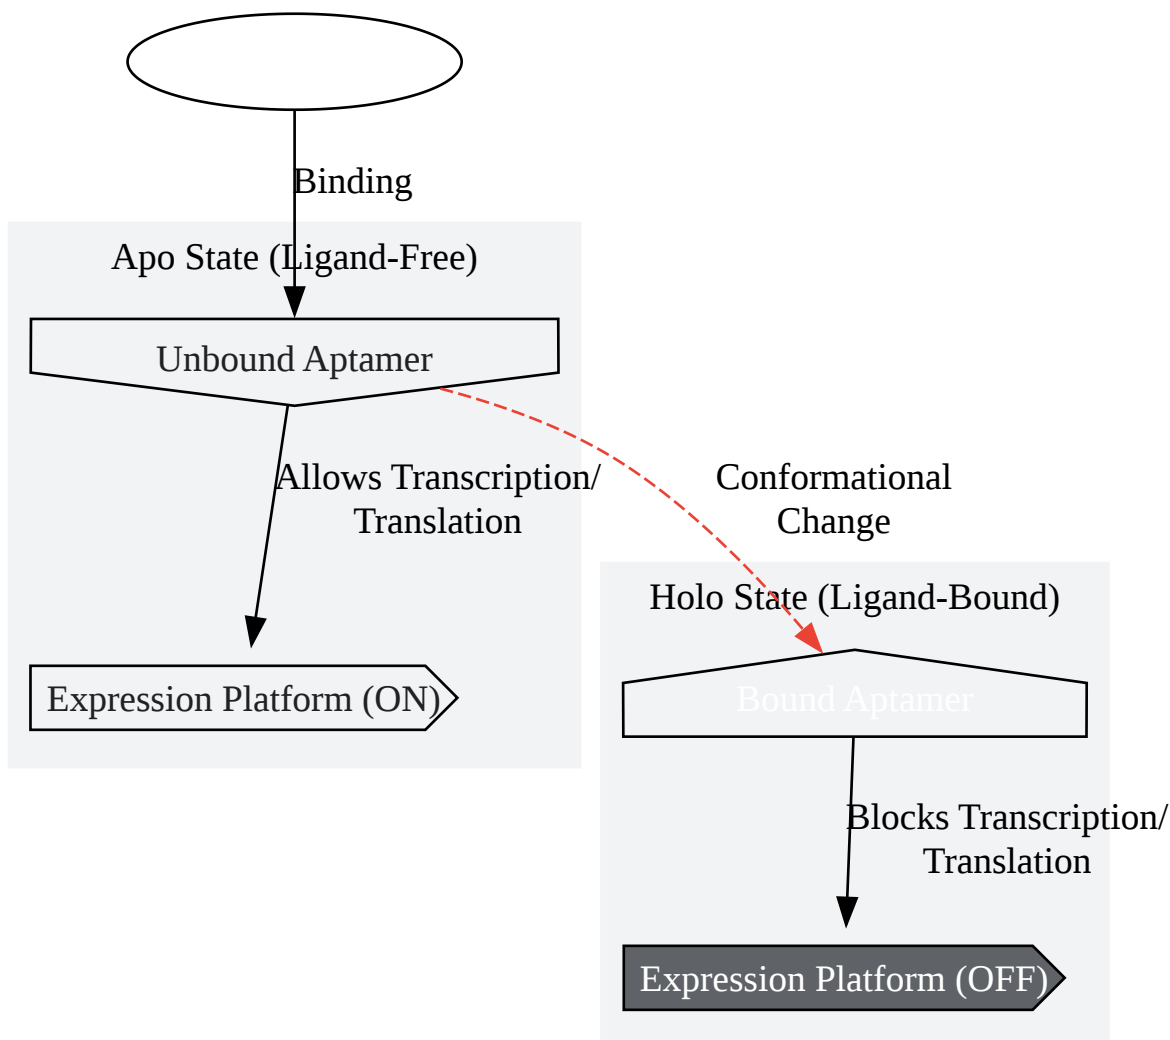 Binding
Apo State (Ligand-Free)
Unbound Aptamer
Allows Transcription/
Translation
Conformational
Change
Expression Platform (ON)
Holo State (Ligand-Bound)
Bound Aptamer
Blocks Transcription/
Translation
Expression Platform (OFF)